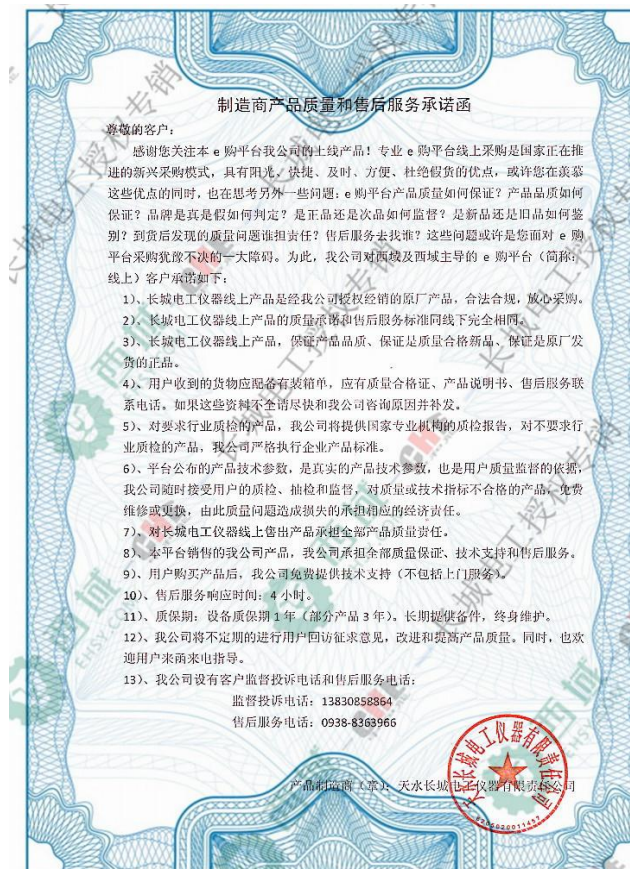 制造商产品质量和售后服务承诺函
尊敬的客户：
感谢您关注本 e 购平台我公司的上线产品！专业 e 购平台线上采购是国家正在推
进的新兴采购模式，具有阳光、快捷、及时、方便、杜绝假货的优点，或许您在羡慕
这些优点的同时，也在思考另外一些问题：e 购平台产品质量如何保证？产品品质如何
保证？品牌是真是假如何判定？是正品还是次品如何监督？是新品还是旧品如何鉴
别？到货后发现的质量问题谁担责任？售后服务去找谁？这些问题或许是您面对 e 购
平台采购犹豫不决的一大障碍。为此，我公司对西域及西域主导的 e 购平台（简称：
线上）客户承诺如下：
1）、长城电工仪器线上产品是经我公司授权经销的原厂产品，合法合规，放心采购。
2）、长城电工仪器线上产品的质量承诺和售后服务标准同线下完全相同。
3）、长城电工仪器线上产品，保证产品品质、保证是质量合格新品、保证是原厂发
货的正品。
4）、用户收到的货物应配备有装箱单，应有质量合格证、产品说明书、售后服务联
系电话。如果这些资料不全请尽快和我公司咨询原因并补发。
5）、对要求行业质检的产品，我公司将提供国家专业机构的质检报告，对不要求行
业质检的产品，我公司严格执行企业产品标准。
6）、平台公布的产品技术参数，是真实的产品技术参数，也是用户质量监督的依据，
我公司随时接受用户的质检、抽检和监督，对质量或技术指标不合格的产品，免费
维修或更换，由此质量问题造成损失的承担相应的经济责任。
7）、对长城电工仪器线上售出产品承担全部产品质量责任。
8）、本平台销售的我公司产品，我公司承担全部质量保证、技术支持和售后服务。
9）、用户购买产品后，我公司免费提供技术支持（不包括上门服务）。
10）、售后服务响应时间：4 小时。
11）、质保期：设备质保期 1 年（部分产品 3 年）。长期提供备件，终身维护。
12）、我公司将不定期的进行用户回访征求意见，改进和提高产品质量。同时，也欢
迎用户来函来电指导。
13）、我公司设有客户监督投诉电话和售后服务电话：
监督投诉电话：13830858864
售后服务电话：0938-8363966
产品制造商（章）：天水长城电工仪器有限责任公司
天水长城电工仪器有限责任公司
6205020011457
长城电工授权专销
西域
EHSY.COM